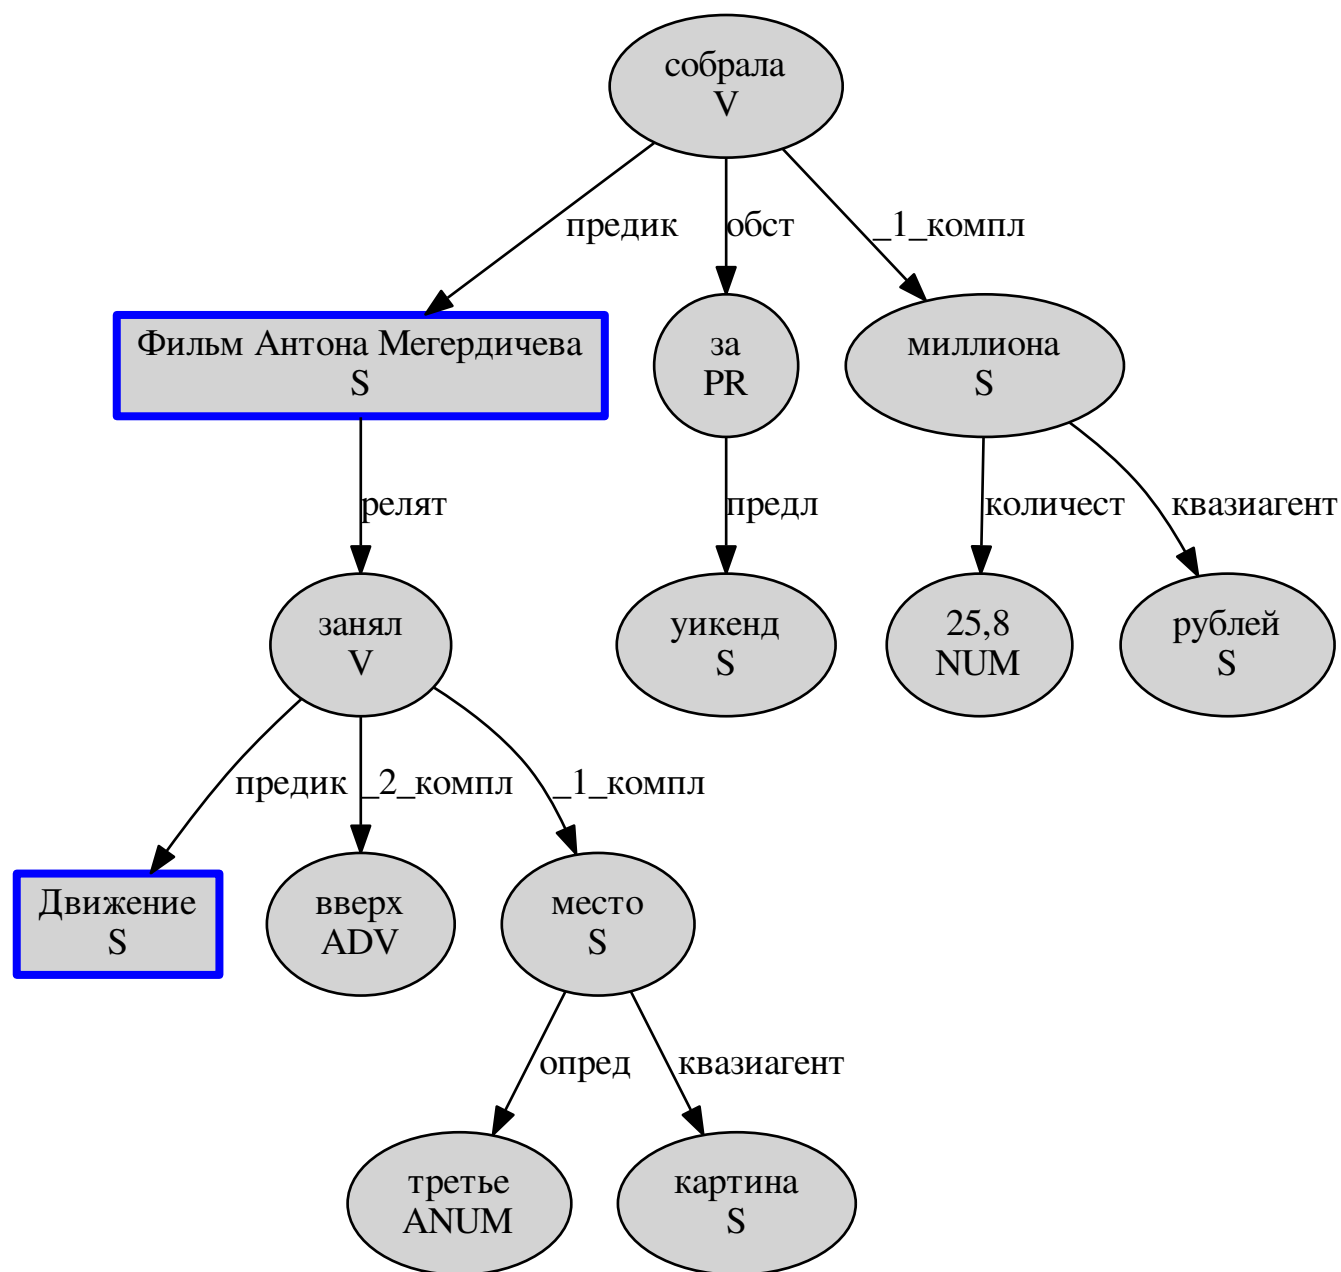 собрала
V
предик
обст
_1_компл
Фильм Антона Мегердичева
S
за
PR
миллиона
S
релят
предл
количест
квазиагент
занял
V
уикенд
S
25,8
NUM
рублей
S
предик
_2_компл
_1_компл
Движение
S
вверх
ADV
место
S
опред
квазиагент
третье
ANUM
картина
S